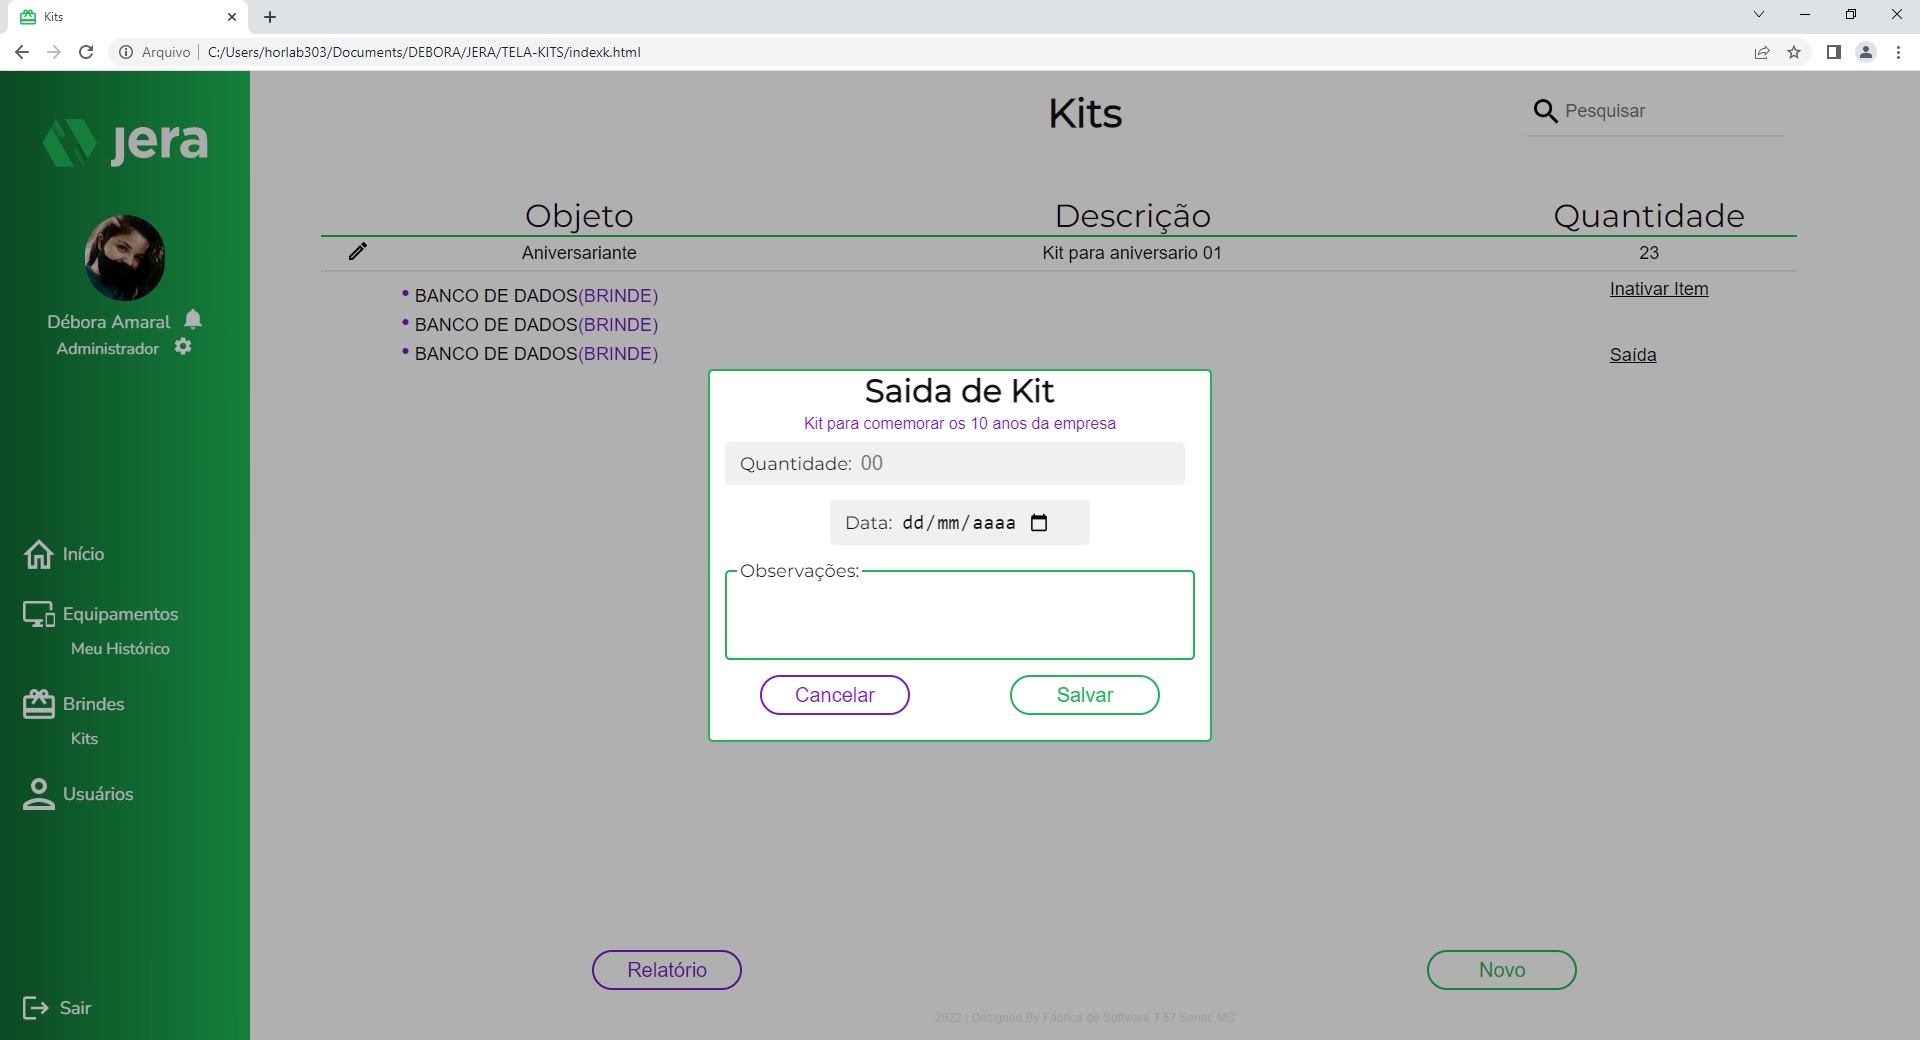 Kits
Arquivo | C:/Users/horlab303/Documents/DEBORA/JERA/TELA-KITS/indexk.html
jera
Débora Amaral
Administrador
Início
Equipamentos
Meu Histórico
Brindes
Kits
Usuários
Sair
Kits
Pesquisar
Objeto Descrição Quantidade
Aniversariante Kit para aniversario 01 23
• BANCO DE DADOS(BRINDE)
• BANCO DE DADOS(BRINDE)
• BANCO DE DADOS(BRINDE)
Inativar Item
Saída
Saida de Kit
Kit para comemorar os 10 anos da empresa
Quantidade: 00
Data: dd/mm/aaaa
Observações:
Cancelar Salvar
Relatório Novo
2022 | Designed By Fábrica de Software T.57 Senac MS